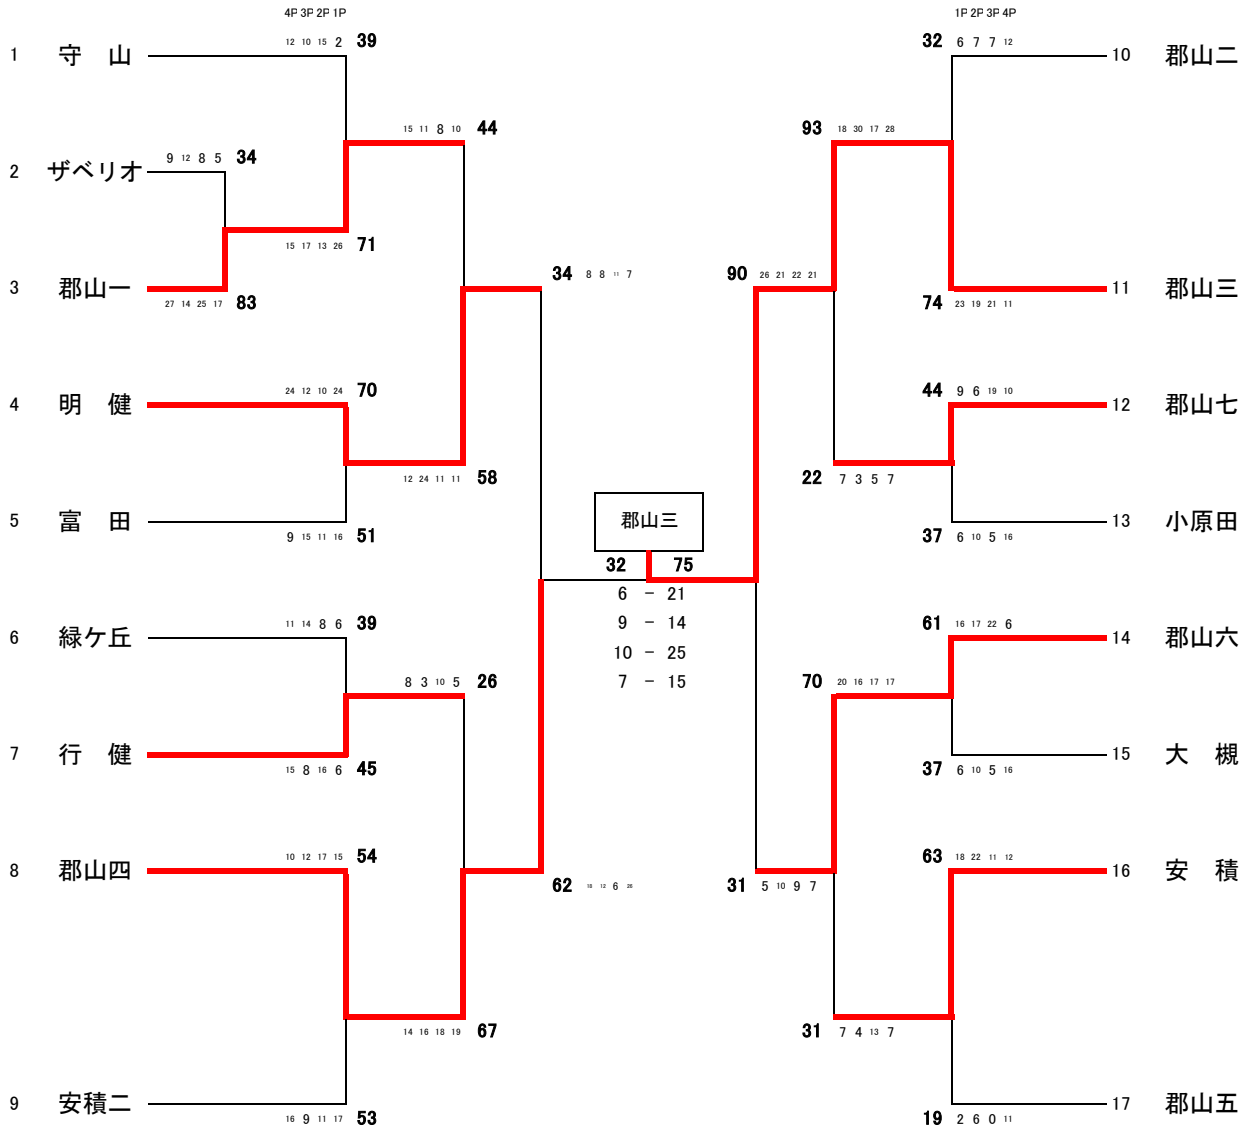 4P 3P 2P 1P
1P 2P 3P 4P
12 10 15 2 39
32 6 7 7 12
1 守 山
10 郡山二
15 11 8 10 44
93 18 30 17 28
9 12 8 5 34
2 ザベリオ
15 17 13 26 71
34 8 8 11 7
90 26 21 22 21
3 郡山一
11 郡山三
27 14 25 17 83
74 23 19 21 11
24 12 10 24 70
44 9 6 19 10
4 明 健
12 郡山七
12 24 11 11 58
22 7 3 5 7
5 富 田
郡山三
13 小原田
9 15 11 16 51
37 6 10 5 16
32 75
6 - 21
9 - 14
10 - 25
7 - 15
11 14 8 6 39
61 16 17 22 6
6 緑ケ丘
14 郡山六
8 3 10 5 26
70 20 16 17 17
7 行 健
15 大 槻
15 8 16 6 45
37 6 10 5 16
10 12 17 15 54
63 18 22 11 12
8 郡山四
16 安 積
62 18 12 6 26
31 5 10 9 7
14 16 18 19 67
31 7 4 13 7
9 安積二
17 郡山五
16 9 11 17 53
19 2 6 0 11